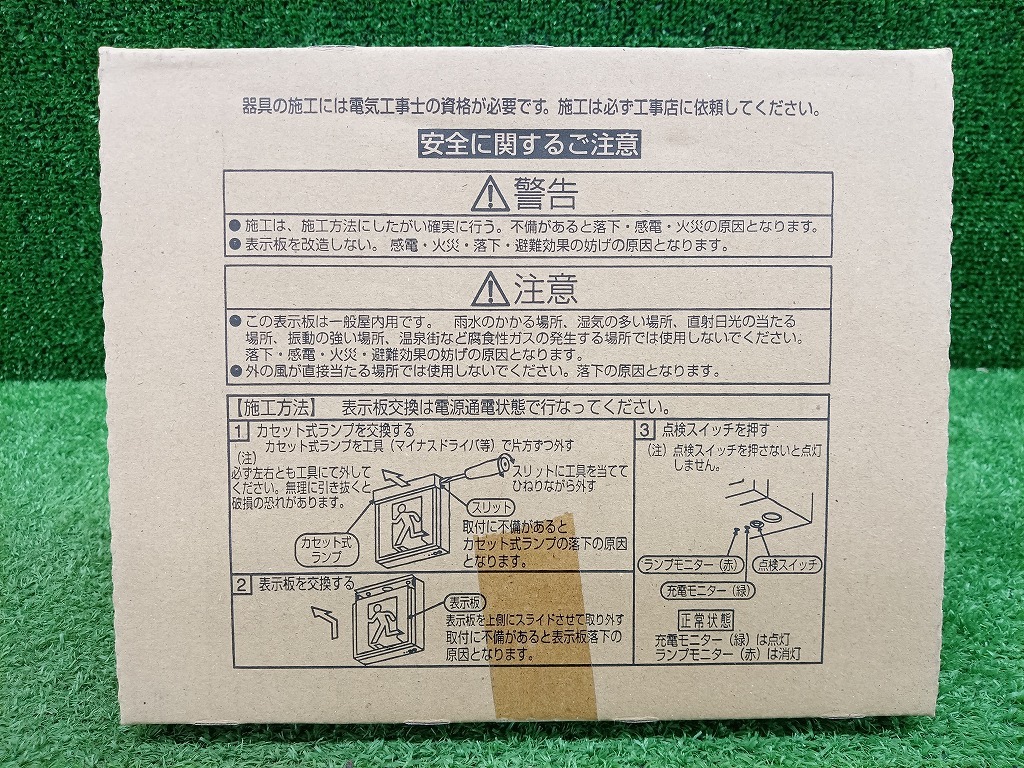 器具の施工には電気工事士の資格が必要です。施工は必ず工事店に依頼してください。
安全に関するご注意
警告
●施工は、施工方法にしたがい確実に行う。不備があると落下・感電・火災の原因となります。
●表示板を改造しない。感電・火災・落下・避難効果の妨げの原因となります。
注意
●この表示板は一般屋内用です。 雨水のかかる場所、湿気の多い場所、直射日光の当たる
場所、振動の強い場所、温泉街など腐食性ガスの発生する場所では使用しないでください。
落下・感電・火災・避難効果の妨げの原因となります。
●外の風が直接当たる場所では使用しないでください。落下の原因となります。
【施工方法】 表示板交換は電源通電状態で行なってください。
1 カセット式ランプを交換する
カセット式ランプを工具（マイナスドライバ等）で片方ずつ外す
（注）
必ず左右とも工具にて外して
ください。無理に引き抜くと
破損の恐れがあります。
スリットに工具を当てて
ひねりながら外す
スリット
カセット式
ランプ
取付に不備があると
カセット式ランプの落下の原因
となります。
2 表示板を交換する
表示板
表示板を上側にスライドさせて取り外す
取付に不備があると表示板落下の
原因となります。
3 点検スイッチを押す
（注）点検スイッチを押さないと点灯
しません。
ランプモニター（赤）
点検スイッチ
充電モニター（緑）
正常状態
充電モニター（緑）は点灯
ランプモニター（赤）は消灯